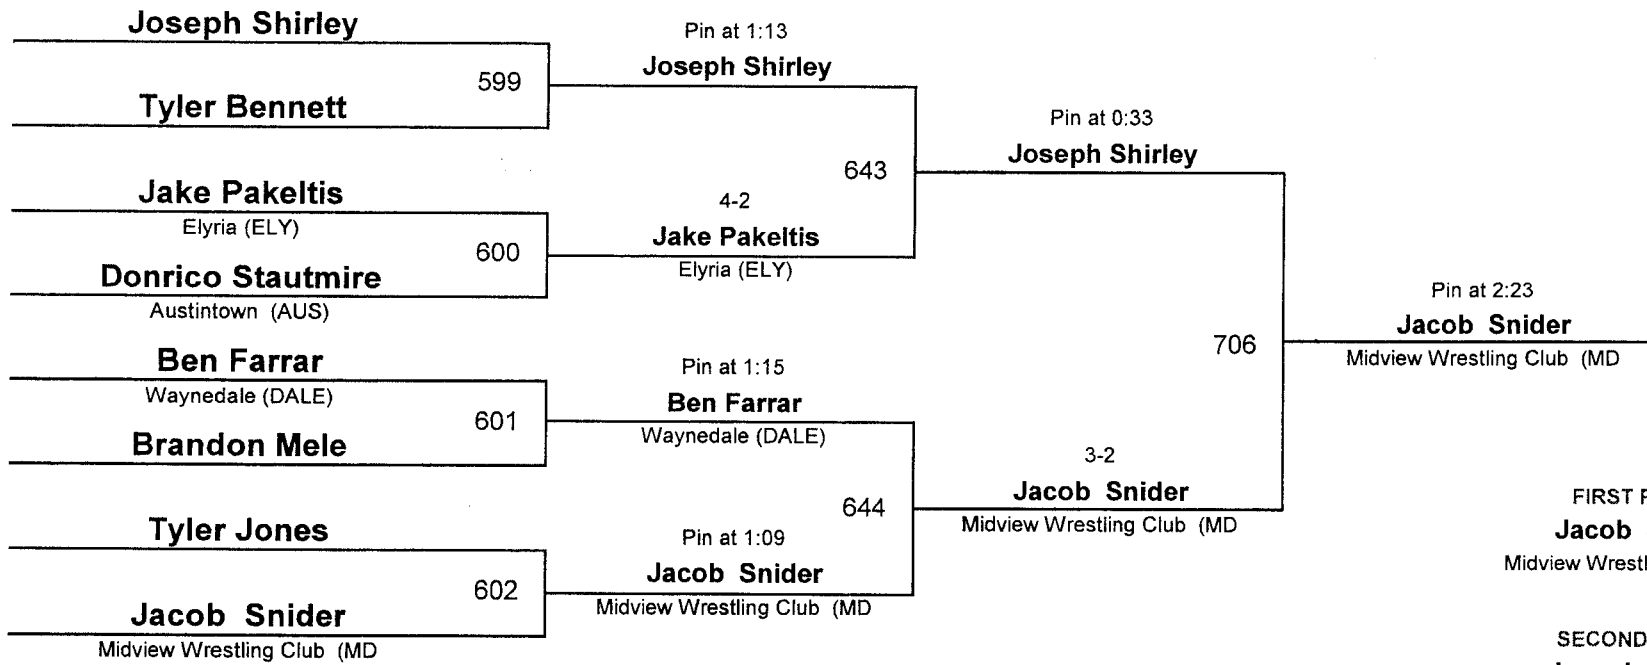 Joseph Shirley
599
Tyler Bennett
Jake Pakeltis
Elyria (ELY)
600
Donrico Stautmire
Austintown (AUS)
Ben Farrar
Waynedale (DALE)
601
Brandon Mele
Tyler Jones
602
Jacob Snider
Midview Wrestling Club (MD
Pin at 1:13
Joseph Shirley
643
4-2
Jake Pakeltis
Elyria (ELY)
Pin at 1:15
Ben Farrar
Waynedale (DALE)
644
Pin at 1:09
Jacob Snider
Midview Wrestling Club (MD
Pin at 0:33
Joseph Shirley
706
3-2
Jacob Snider
Midview Wrestling Club (MD
Pin at 2:23
Jacob Snider
Midview Wrestling Club (MD
FIRST
Jacob
Midview
SECOND